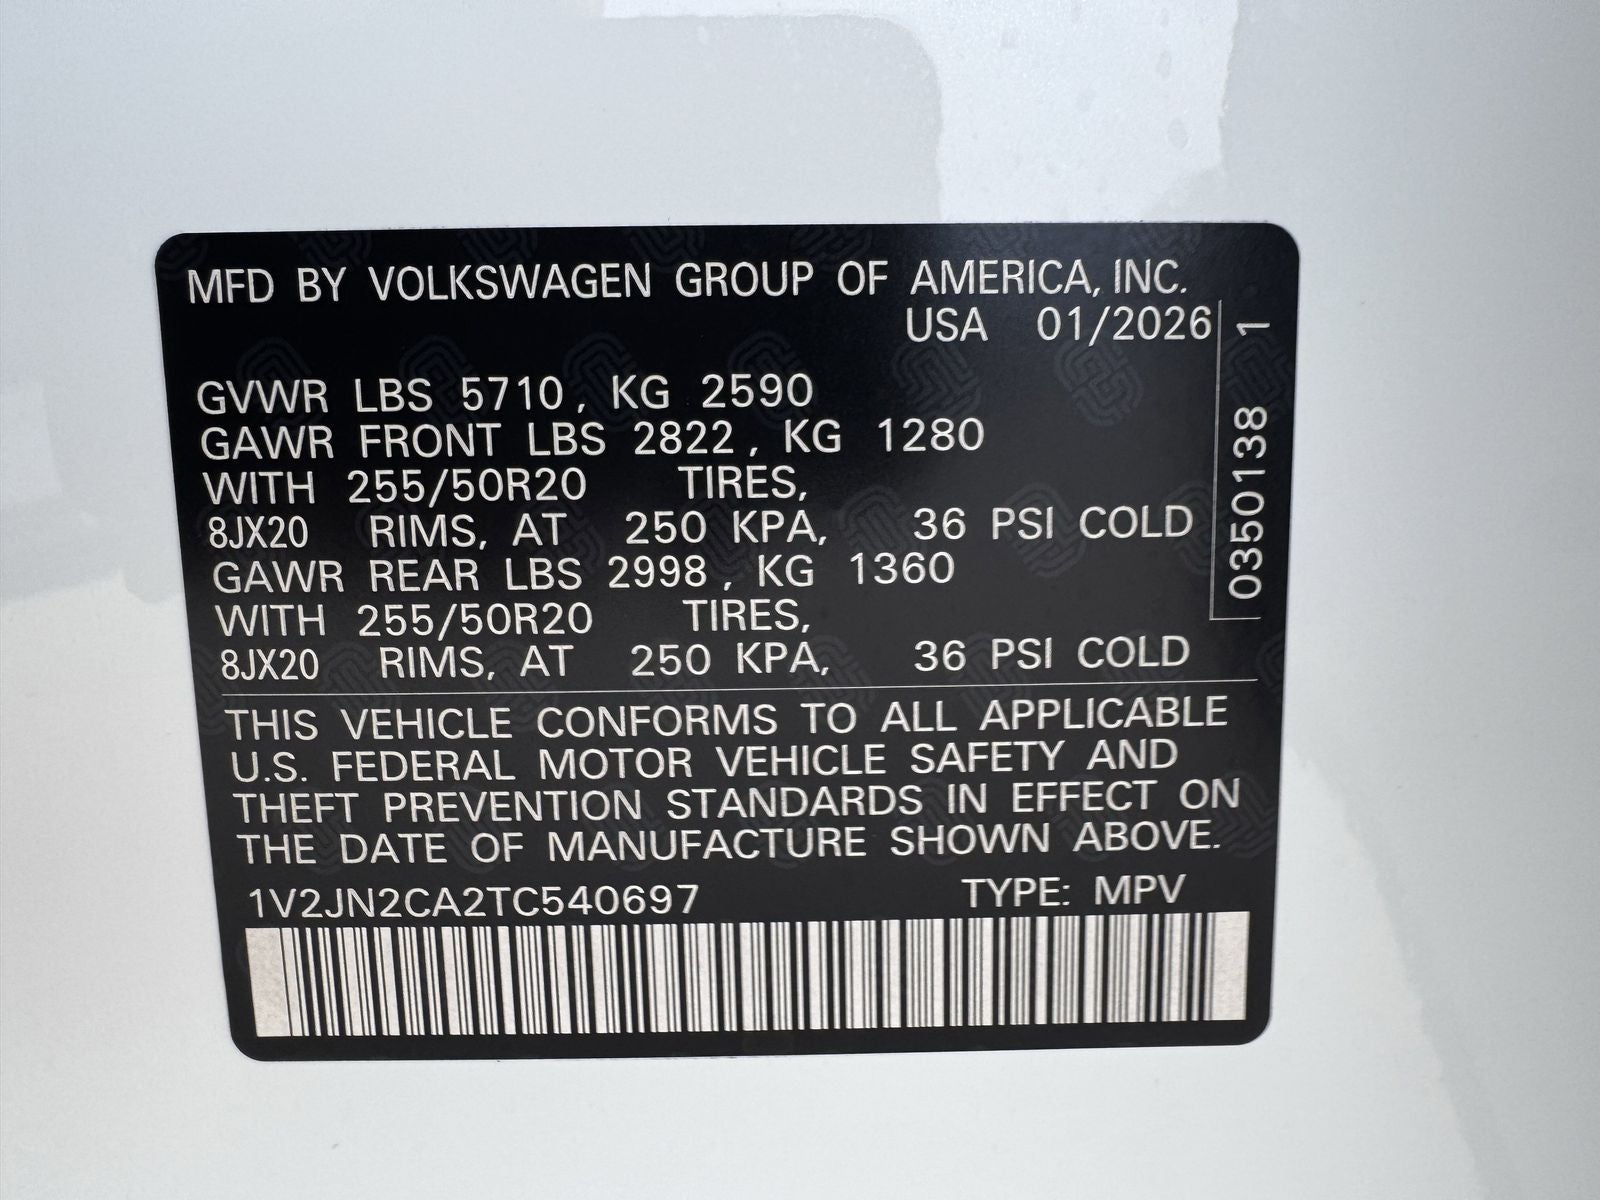 MFD BY VOLKSWAGEN GROUP OF AMERICA, INC.
USA 01/2026
GVWR LBS 5710, KG 2590
GAWR FRONT LBS 2822, KG 1280
WITH 255/50R20 TIRES,
8JX20 RIMS, AT 250 KPA, 36 PSI COLD
GAWR REAR LBS 2998, KG 1360
WITH 255/50R20 TIRES,
8JX20 RIMS, AT 250 KPA, 36 PSI COLD
0350138 1
THIS VEHICLE CONFORMS TO ALL APPLICABLE
U.S. FEDERAL MOTOR VEHICLE SAFETY AND
THEFT PREVENTION STANDARDS IN EFFECT ON
THE DATE OF MANUFACTURE SHOWN ABOVE.
1V2JN2CA2TC540697 TYPE: MPV